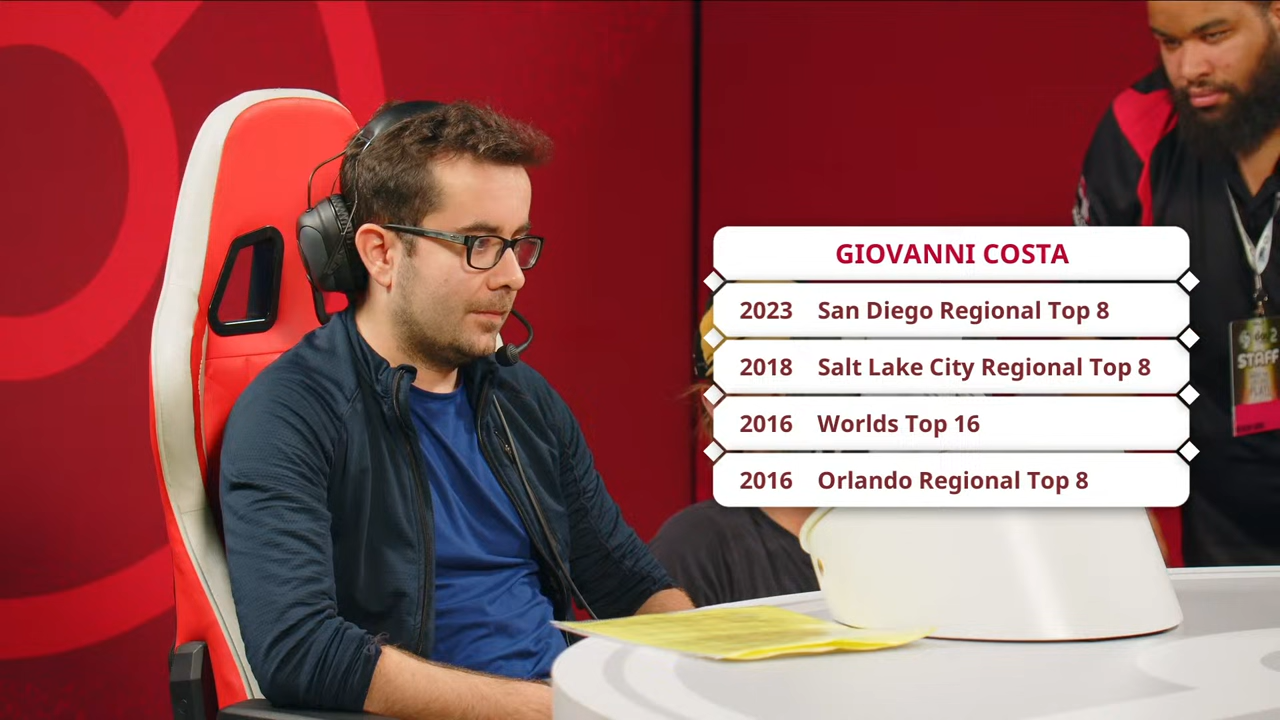 GIOVANNI COSTA
2023 San Diego Regional Top 8
2018 Salt Lake City Regional Top 8
2016 Worlds Top 16
2016 Orlando Regional Top 8
STAFF